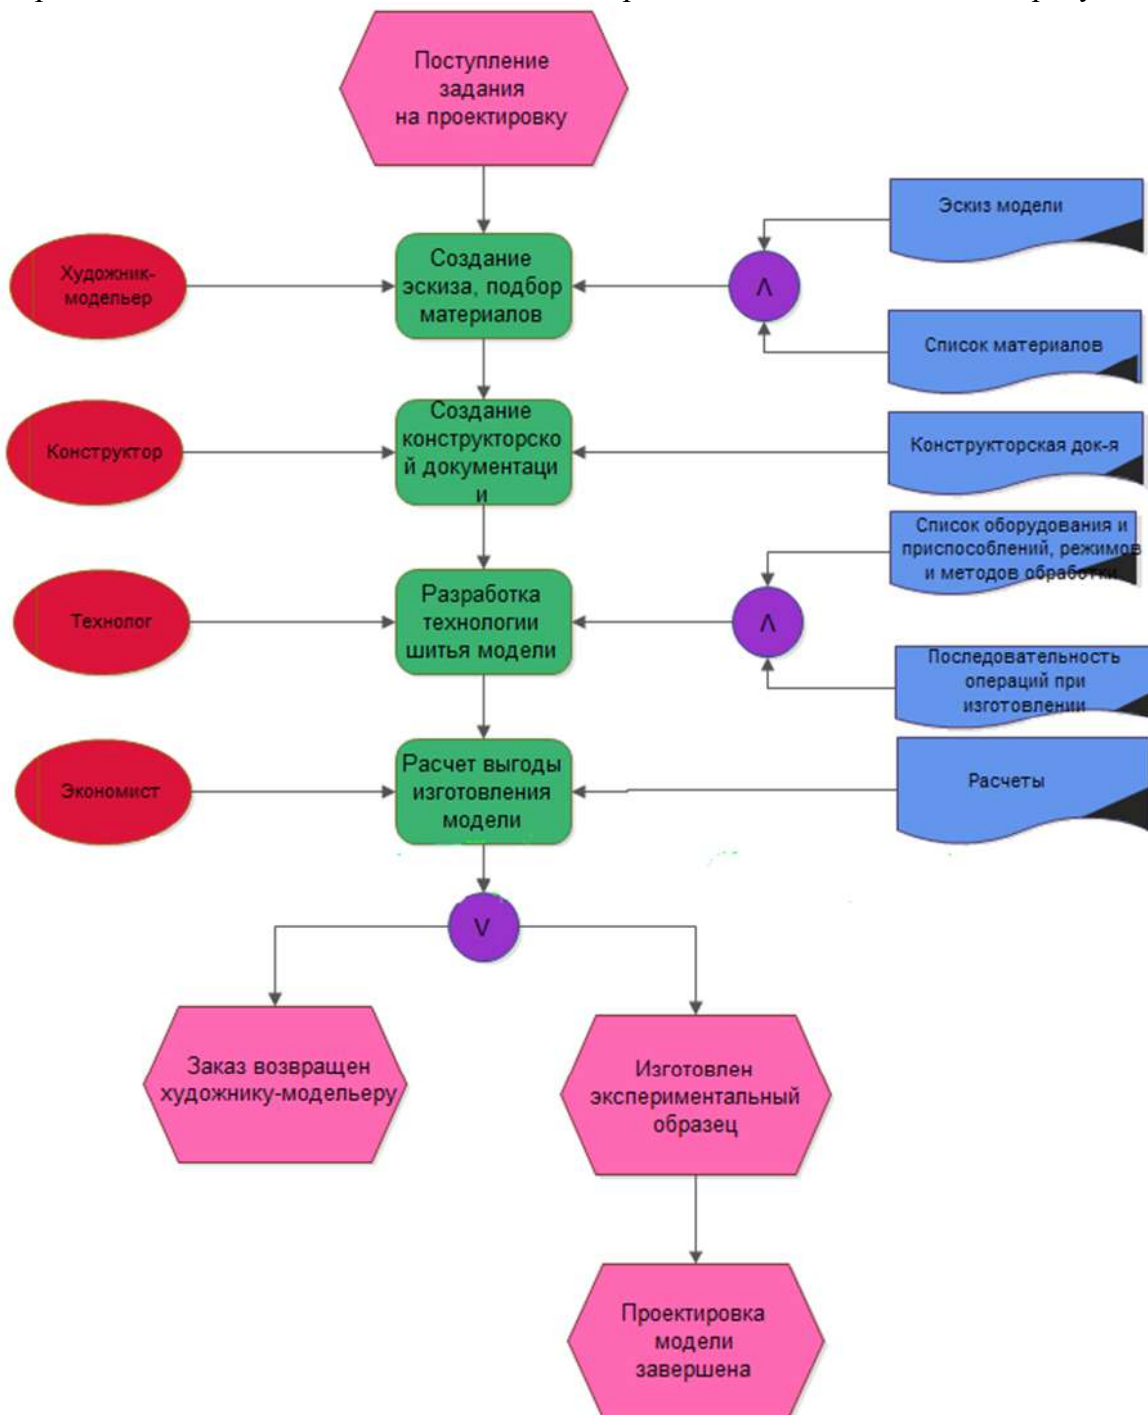 Поступление
задания
на проектировку
Эскиз модели
Художник-
модельер
Создание
эскиза, подбор
материалов
Λ
Список материалов
Конструктор
Создание
конструкторско
й документаци
и
Конструкторская док-я
Список оборудования и
приспособлений, режимов
и методов обработки
Технолог
Разработка
технологии
шитья модели
Λ
Последовательность
операций при
изготовлении
Экономист
Расчет выгоды
изготовления
модели
Расчеты
V
Заказ возвращен
художнику-модельеру
Изготовлен
экспериментальный
образец
Проектировка
модели
завершена